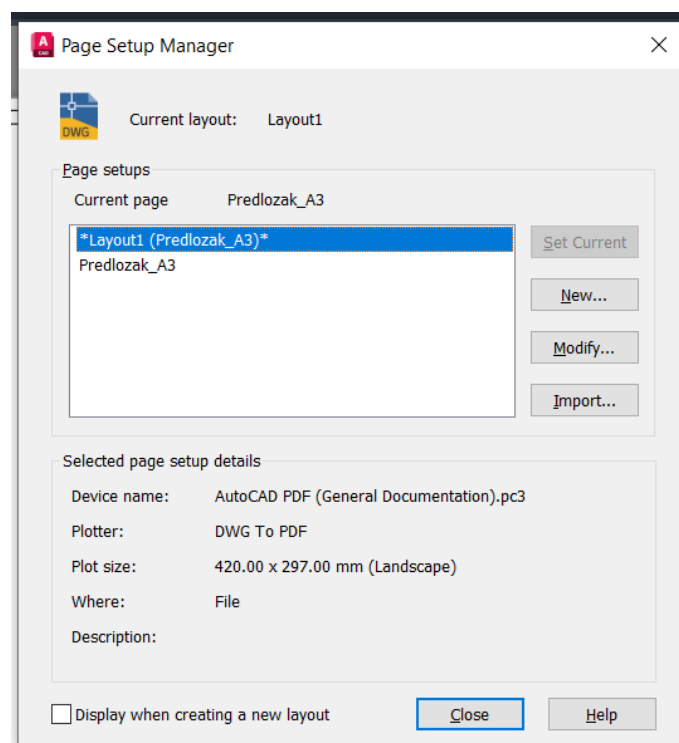 A
CAD
Page Setup Manager
DWG
Current layout: Layout1
Page setups
Current page Predlozak_A3
*Layout1 (Predlozak_A3)*
Predlozak_A3
Set Current
New...
Modify...
Import...
Selected page setup details
Device name: AutoCAD PDF (General Documentation).pc3
Plotter: DWG To PDF
Plot size: 420.00 x 297.00 mm (Landscape)
Where: File
Description:
Display when creating a new layout
Close
Help